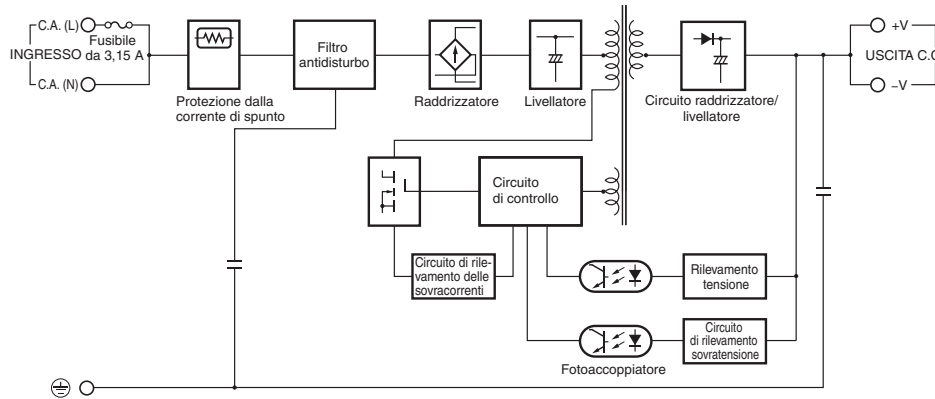 C.A. (L)
Fusibile
INGRESSO da 3,15 A
C.A. (N)
Protezione dalla
corrente di spunto
Filtro
antidisturbo
Raddrizzatore
Livellatore
Circuito raddrizzatore/
livellatore
+V
USCITA C.C
–V
Circuito
di controllo
Circuito di rile-
vamento delle
sovracorrenti
Rilevamento
tensione
Circuito
di rilevamento
sovratensione
Fotoaccoppiatore